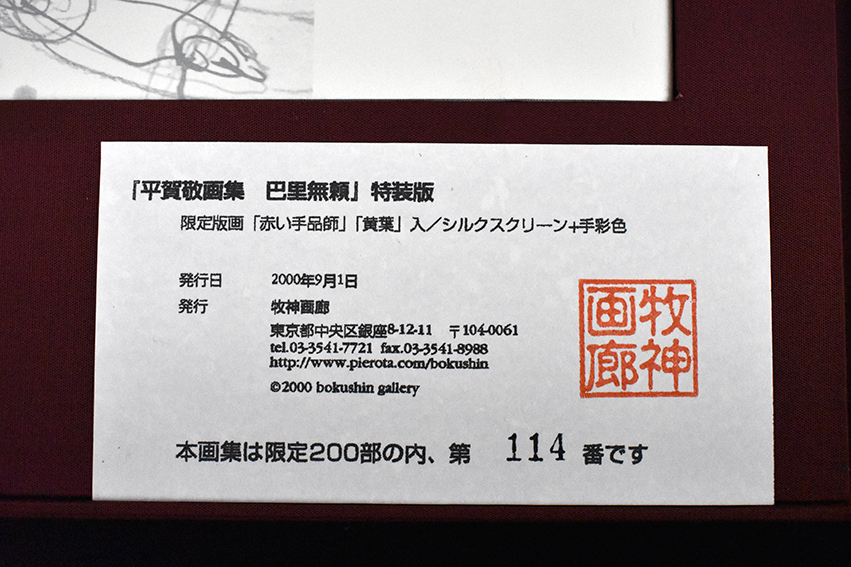 『平賀敬画集　巴里無頼』特装版
限定版画「赤い手品師」「黄葉」入／シルクスクリーン+手彩色
発行日　2000年9月1日
発行　牧神画廊
東京都中央区銀座8-12-11　〒104-0061
tel.03-3541-7721 fax.03-3541-8988
http://www.pierota.com/bokushin
©2000 bokushin gallery
牧神画廊
本画集は限定200部の内、第 114 番です